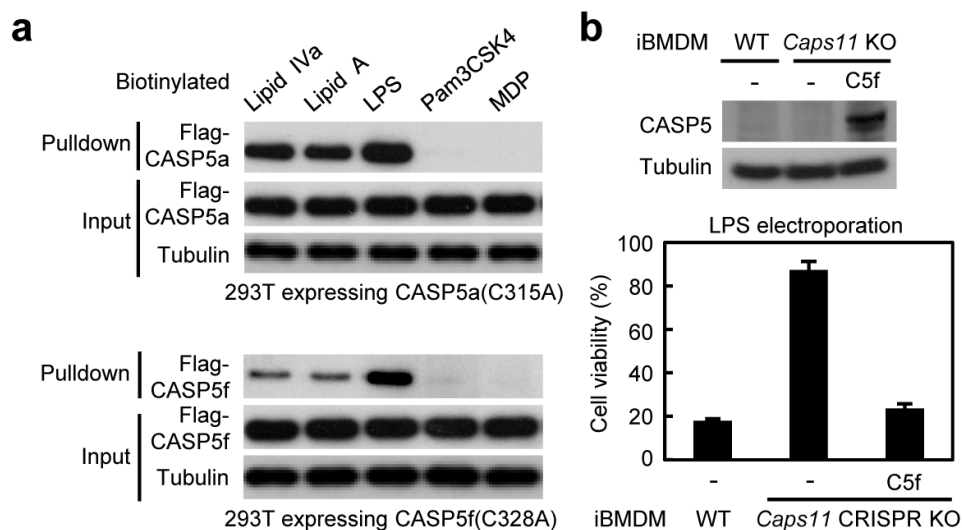 a
Biotinylated Lipid IVa Lipid A LPS Pam3CSK4 MDP
Pulldown Flag-
CASP5a
Input Flag-
CASP5a
Tubulin
293T expressing CASP5a(C315A)
Pulldown Flag-
CASP5f
Input Flag-
CASP5f
Tubulin
293T expressing CASP5f(C328A)
b
iBMDM WT Caps11 KO
- - C5f
CASP5
Tubulin
LPS electroporation
Cell viability (%)
100
80
60
40
20
0
- - C5f
iBMDM WT Caps11 CRISPR KO